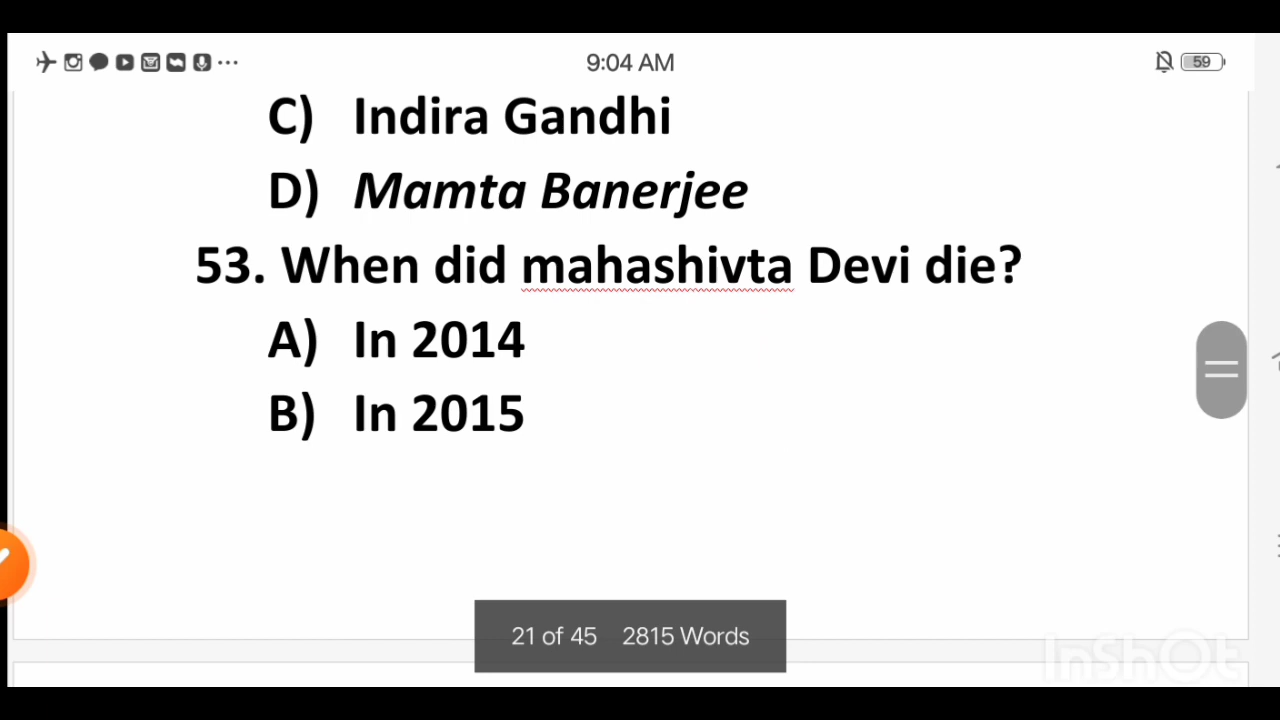 9:04 AM
59
C) Indira Gandhi
D) Mamta Banerjee
53. When did mahashivta Devi die?
A) In 2014
B) In 2015
21 of 45 2815 Words
InShOt